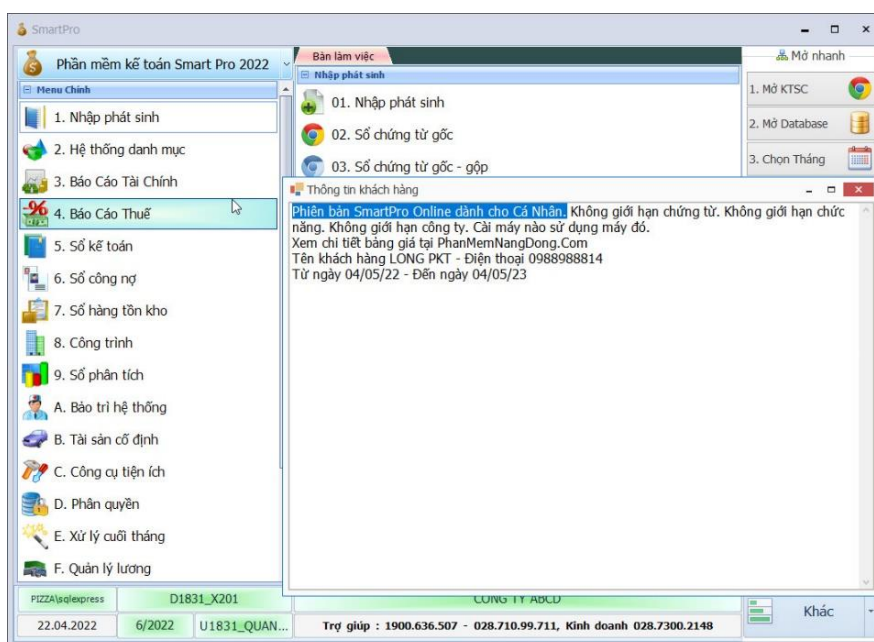 SmartPro
Phần mềm kế toán Smart Pro 2022
Menu Chính
1. Nhập phát sinh
2. Hệ thống danh mục
3. Báo Cáo Tài Chính
4. Báo Cáo Thuế
5. Sổ kế toán
6. Sổ công nợ
7. Sổ hàng tồn kho
8. Công trình
9. Sổ phân tích
A. Bảo trì hệ thống
B. Tài sản cố định
C. Công cụ tiện ích
D. Phân quyền
E. Xử lý cuối tháng
F. Quản lý lương
Bàn làm việc
Nhập phát sinh
01. Nhập phát sinh
02. Sổ chứng từ gốc
03. Sổ chứng từ gốc - gộp
Mở nhanh
1. Mở KTSC
2. Mở Database
3. Chọn Tháng
Thông tin khách hàng
Phiên bản SmartPro Online dành cho Cá Nhân. Không giới hạn chứng từ. Không giới hạn chức
năng. Không giới hạn công ty. Cài máy nào sử dụng máy đó.
Xem chi tiết bảng giá tại PhanMemNangDong.Com
Tên khách hàng LONG PKT - Điện thoại 0988988814
Từ ngày 04/05/22 - Đến ngày 04/05/23
PIZZA\sqlexpress
D1831_X201
CÔNG TY ABCD
22.04.2022
6/2022
U1831_QUAN...
Trợ giúp : 1900.636.507 - 028.710.99.711, Kinh doanh 028.7300.2148
Khác